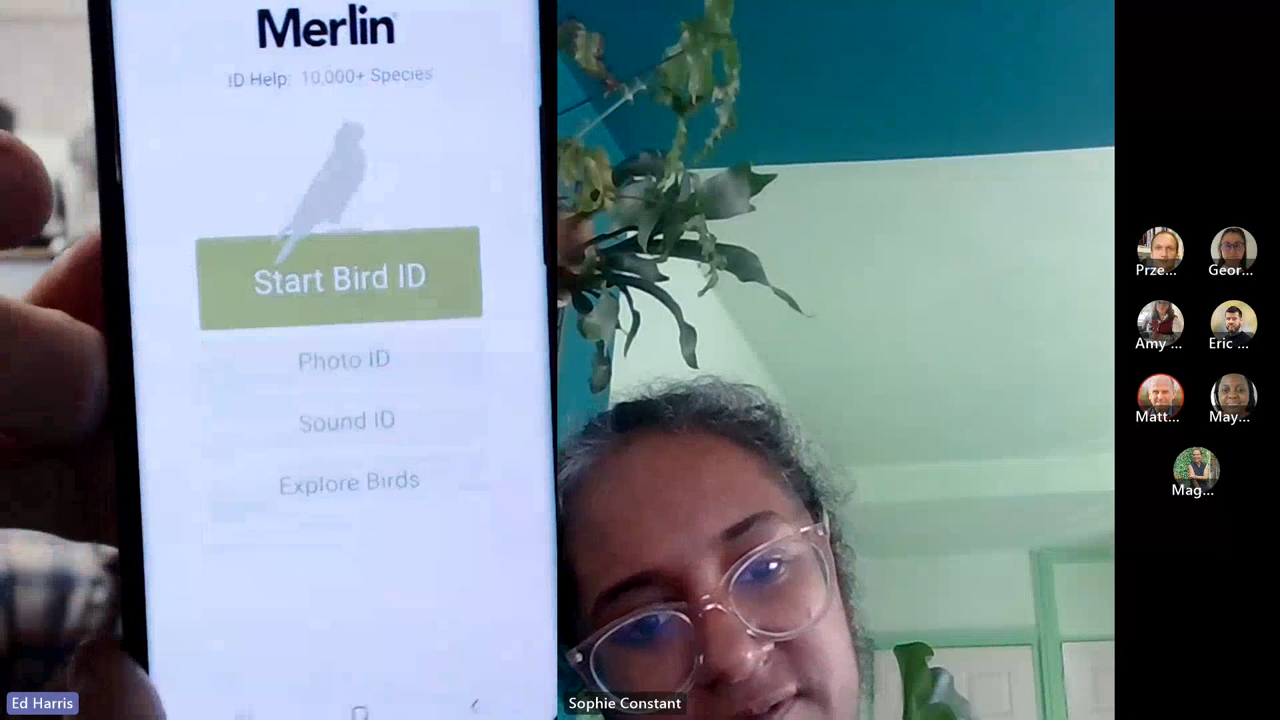 Merlin
ID Help: 10,000+ Species
Start Bird ID
Photo ID
Sound ID
Explore Birds
Ed Harris
Sophie Constant
Prze...
Geor...
Amy ...
Eric ...
Matt...
May...
Mag...